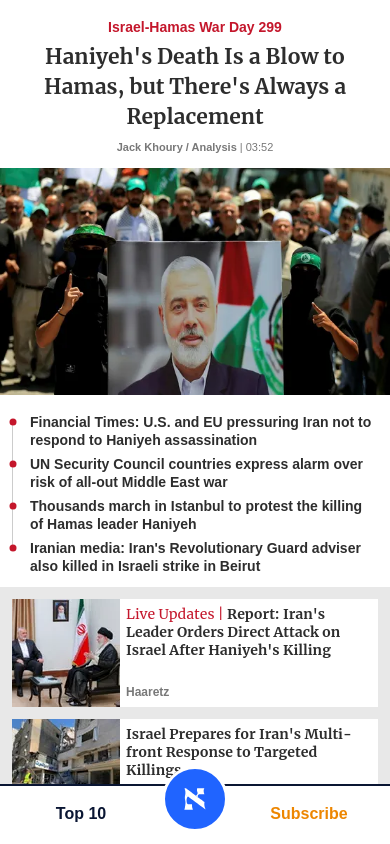 Israel-Hamas War Day 299
Haniyeh's Death Is a Blow to
Hamas, but There's Always a
Replacement
Jack Khoury / Analysis | 03:52
Financial Times: U.S. and EU pressuring Iran not to
respond to Haniyeh assassination
UN Security Council countries express alarm over
risk of all-out Middle East war
Thousands march in Istanbul to protest the killing
of Hamas leader Haniyeh
Iranian media: Iran's Revolutionary Guard adviser
also killed in Israeli strike in Beirut
Live Updates | Report: Iran's
Leader Orders Direct Attack on
Israel After Haniyeh's Killing
Haaretz
Israel Prepares for Iran's Multi-
front Response to Targeted
Killings
Top 10
Subscribe